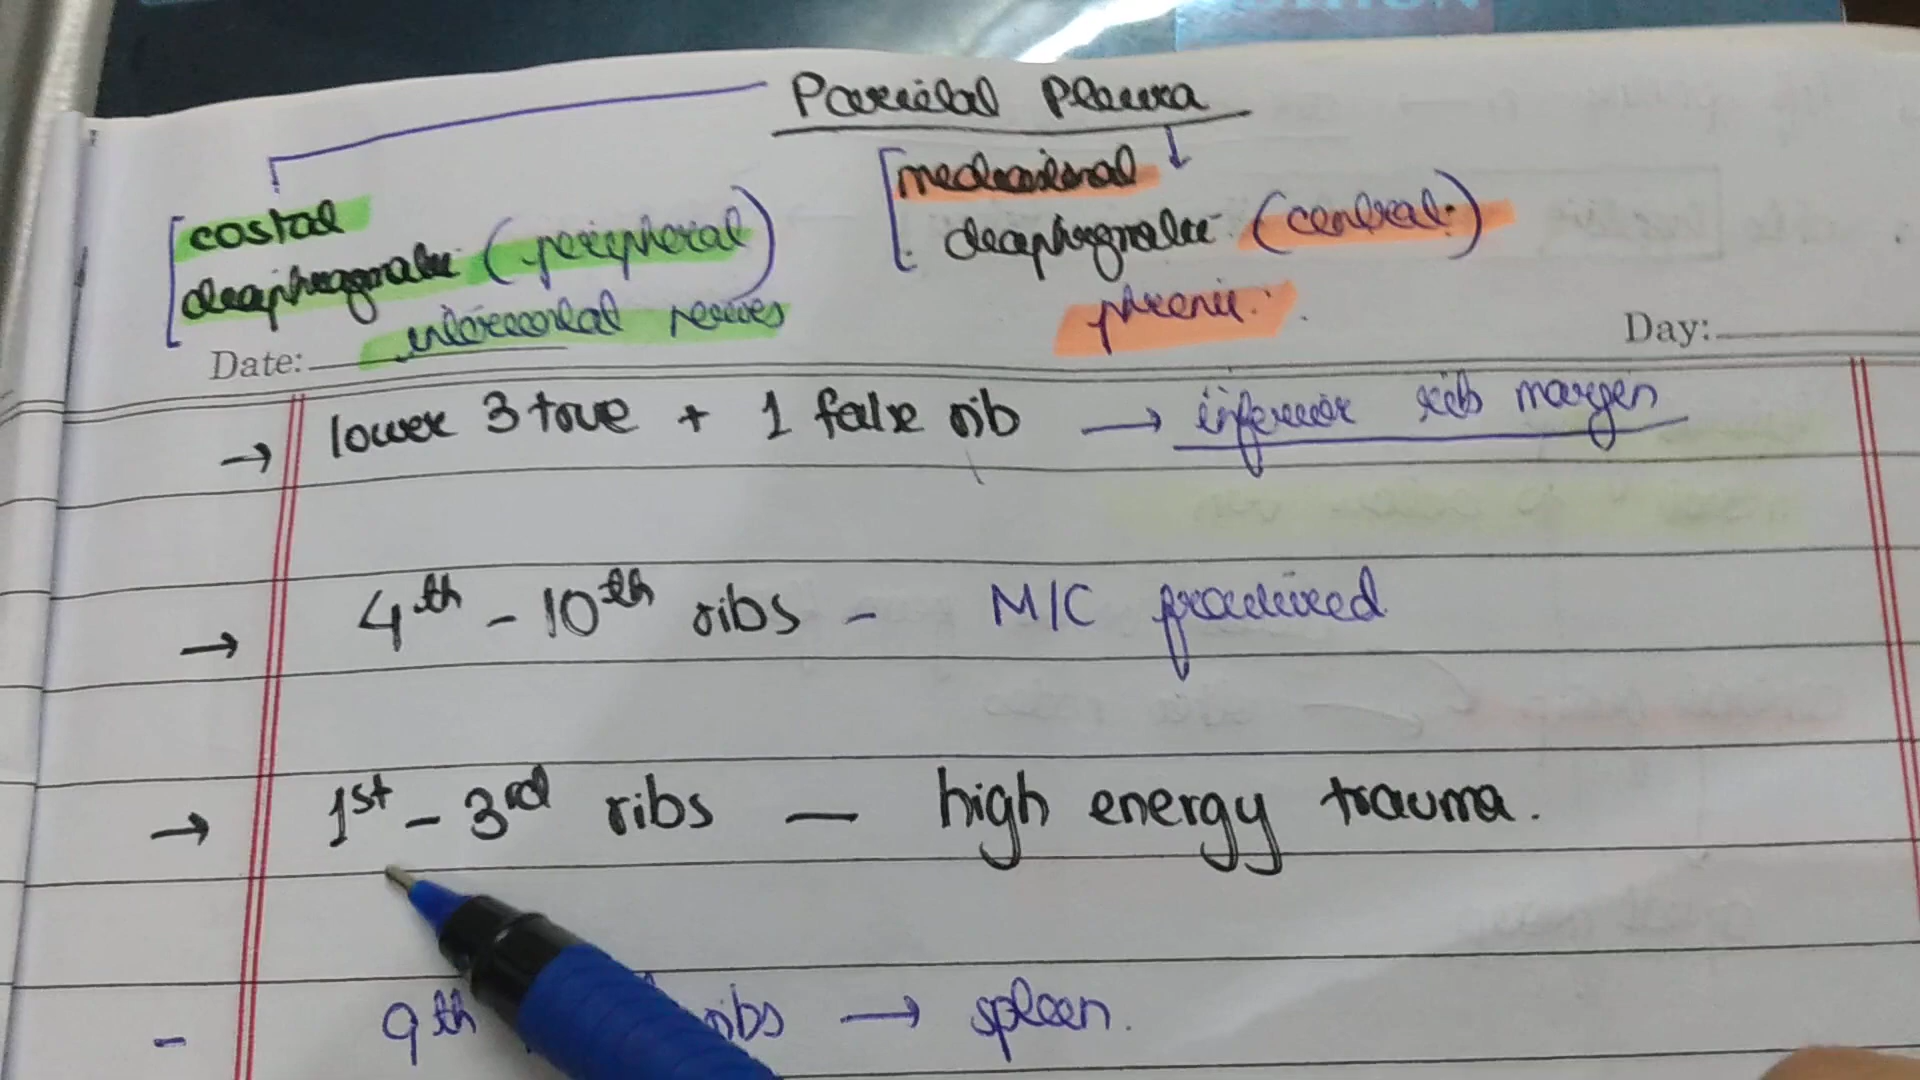 Parietal Pleura
costal
diaphragmatic (peripheral)
intercostal nerves
mediastinal
diaphragmatic (central)
phrenic.
Date:
Day:
→ lower 3 true + 1 false rib → inferior rib margin
→ 4th - 10th ribs - M/C fractured
→ 1st - 3rd ribs — high energy trauma.
- 9th ribs → spleen.